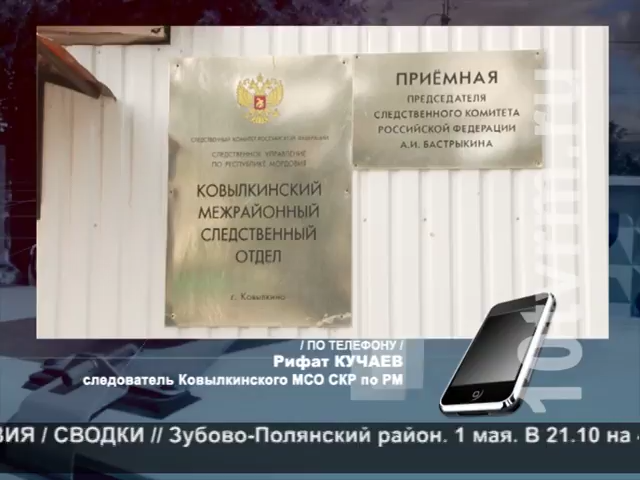 СЛЕДСТВЕННЫЙ КОМИТЕТ РОССИЙСКОЙ ФЕДЕРАЦИИ
СЛЕДСТВЕННОЕ УПРАВЛЕНИЕ
ПО РЕСПУБЛИКЕ МОРДОВИЯ
КОВЫЛКИНСКИЙ
МЕЖРАЙОННЫЙ
СЛЕДСТВЕННЫЙ
ОТДЕЛ
г. Ковылкино
ПРИЁМНАЯ
ПРЕДСЕДАТЕЛЯ
СЛЕДСТВЕННОГО КОМИТЕТА
РОССИЙСКОЙ ФЕДЕРАЦИИ
А.И. БАСТРЫКИНА
/ ПО ТЕЛЕФОНУ /
Рифат КУЧАЕВ
следователь Ковылкинского МСО СКР по РМ
ВИЯ / СВОДКИ // Зубово-Полянский район. 1 мая. В 21.10 на